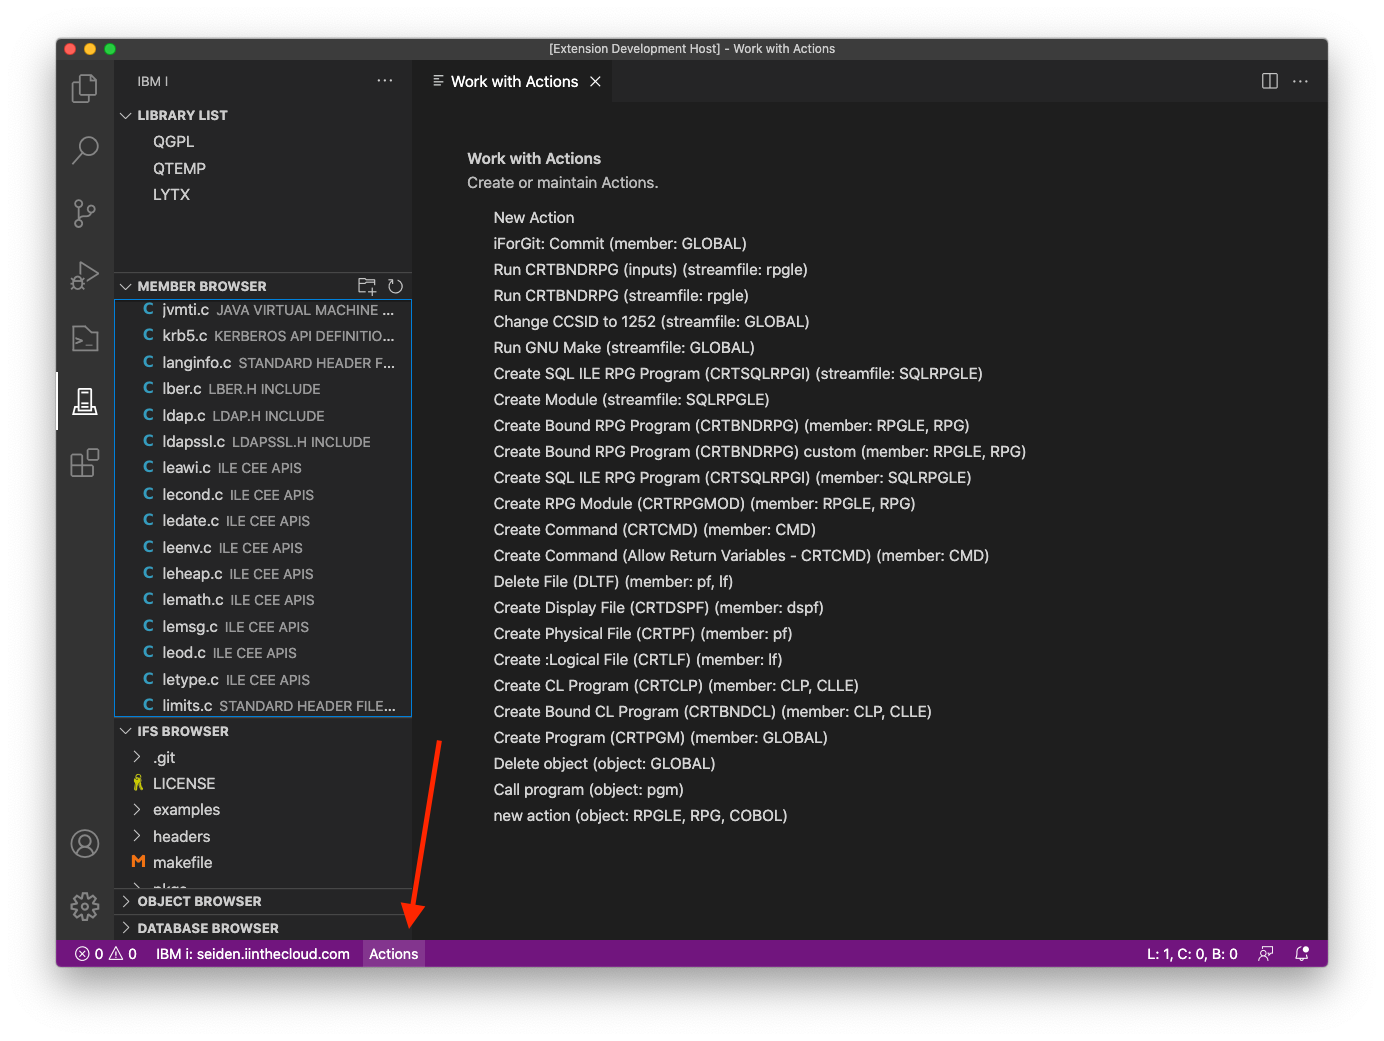 [Extension Development Host] - Work with Actions
IBM I
LIBRARY LIST
QGPL
QTEMP
LYTX
MEMBER BROWSER
C jvmti.c JAVA VIRTUAL MACHINE ...
C krb5.c KERBEROS API DEFINITIO...
C langinfo.c STANDARD HEADER F...
C lber.c LBER.H INCLUDE
C ldap.c LDAP.H INCLUDE
C ldapssl.c LDAPSSL.H INCLUDE
C leawi.c ILE CEE APIS
C lecond.c ILE CEE APIS
C ledate.c ILE CEE APIS
C leenv.c ILE CEE APIS
C leheap.c ILE CEE APIS
C lemath.c ILE CEE APIS
C lemsg.c ILE CEE APIS
C leod.c ILE CEE APIS
C letype.c ILE CEE APIS
C limits.c STANDARD HEADER FILE...
IFS BROWSER
.git
LICENSE
examples
headers
M makefile
OBJECT BROWSER
DATABASE BROWSER
Work with Actions
Work with Actions
Create or maintain Actions.
New Action
iForGit: Commit (member: GLOBAL)
Run CRTBNDRPG (inputs) (streamfile: rpgle)
Run CRTBNDRPG (streamfile: rpgle)
Change CCSID to 1252 (streamfile: GLOBAL)
Run GNU Make (streamfile: GLOBAL)
Create SQL ILE RPG Program (CRTSQLRPGI) (streamfile: SQLRPGLE)
Create Module (streamfile: SQLRPGLE)
Create Bound RPG Program (CRTBNDRPG) (member: RPGLE, RPG)
Create Bound RPG Program (CRTBNDRPG) custom (member: RPGLE, RPG)
Create SQL ILE RPG Program (CRTSQLRPGI) (member: SQLRPGLE)
Create RPG Module (CRTRPGMOD) (member: RPGLE, RPG)
Create Command (CRTCMD) (member: CMD)
Create Command (Allow Return Variables - CRTCMD) (member: CMD)
Delete File (DLTF) (member: pf, lf)
Create Display File (CRTDSPF) (member: dspf)
Create Physical File (CRTPF) (member: pf)
Create :Logical File (CRTLF) (member: lf)
Create CL Program (CRTCLP) (member: CLP, CLLE)
Create Bound CL Program (CRTBNDCL) (member: CLP, CLLE)
Create Program (CRTPGM) (member: GLOBAL)
Delete object (object: GLOBAL)
Call program (object: pgm)
new action (object: RPGLE, RPG, COBOL)
0 0 IBM i: seiden.iinthecloud.com Actions L: 1, C: 0, B: 0